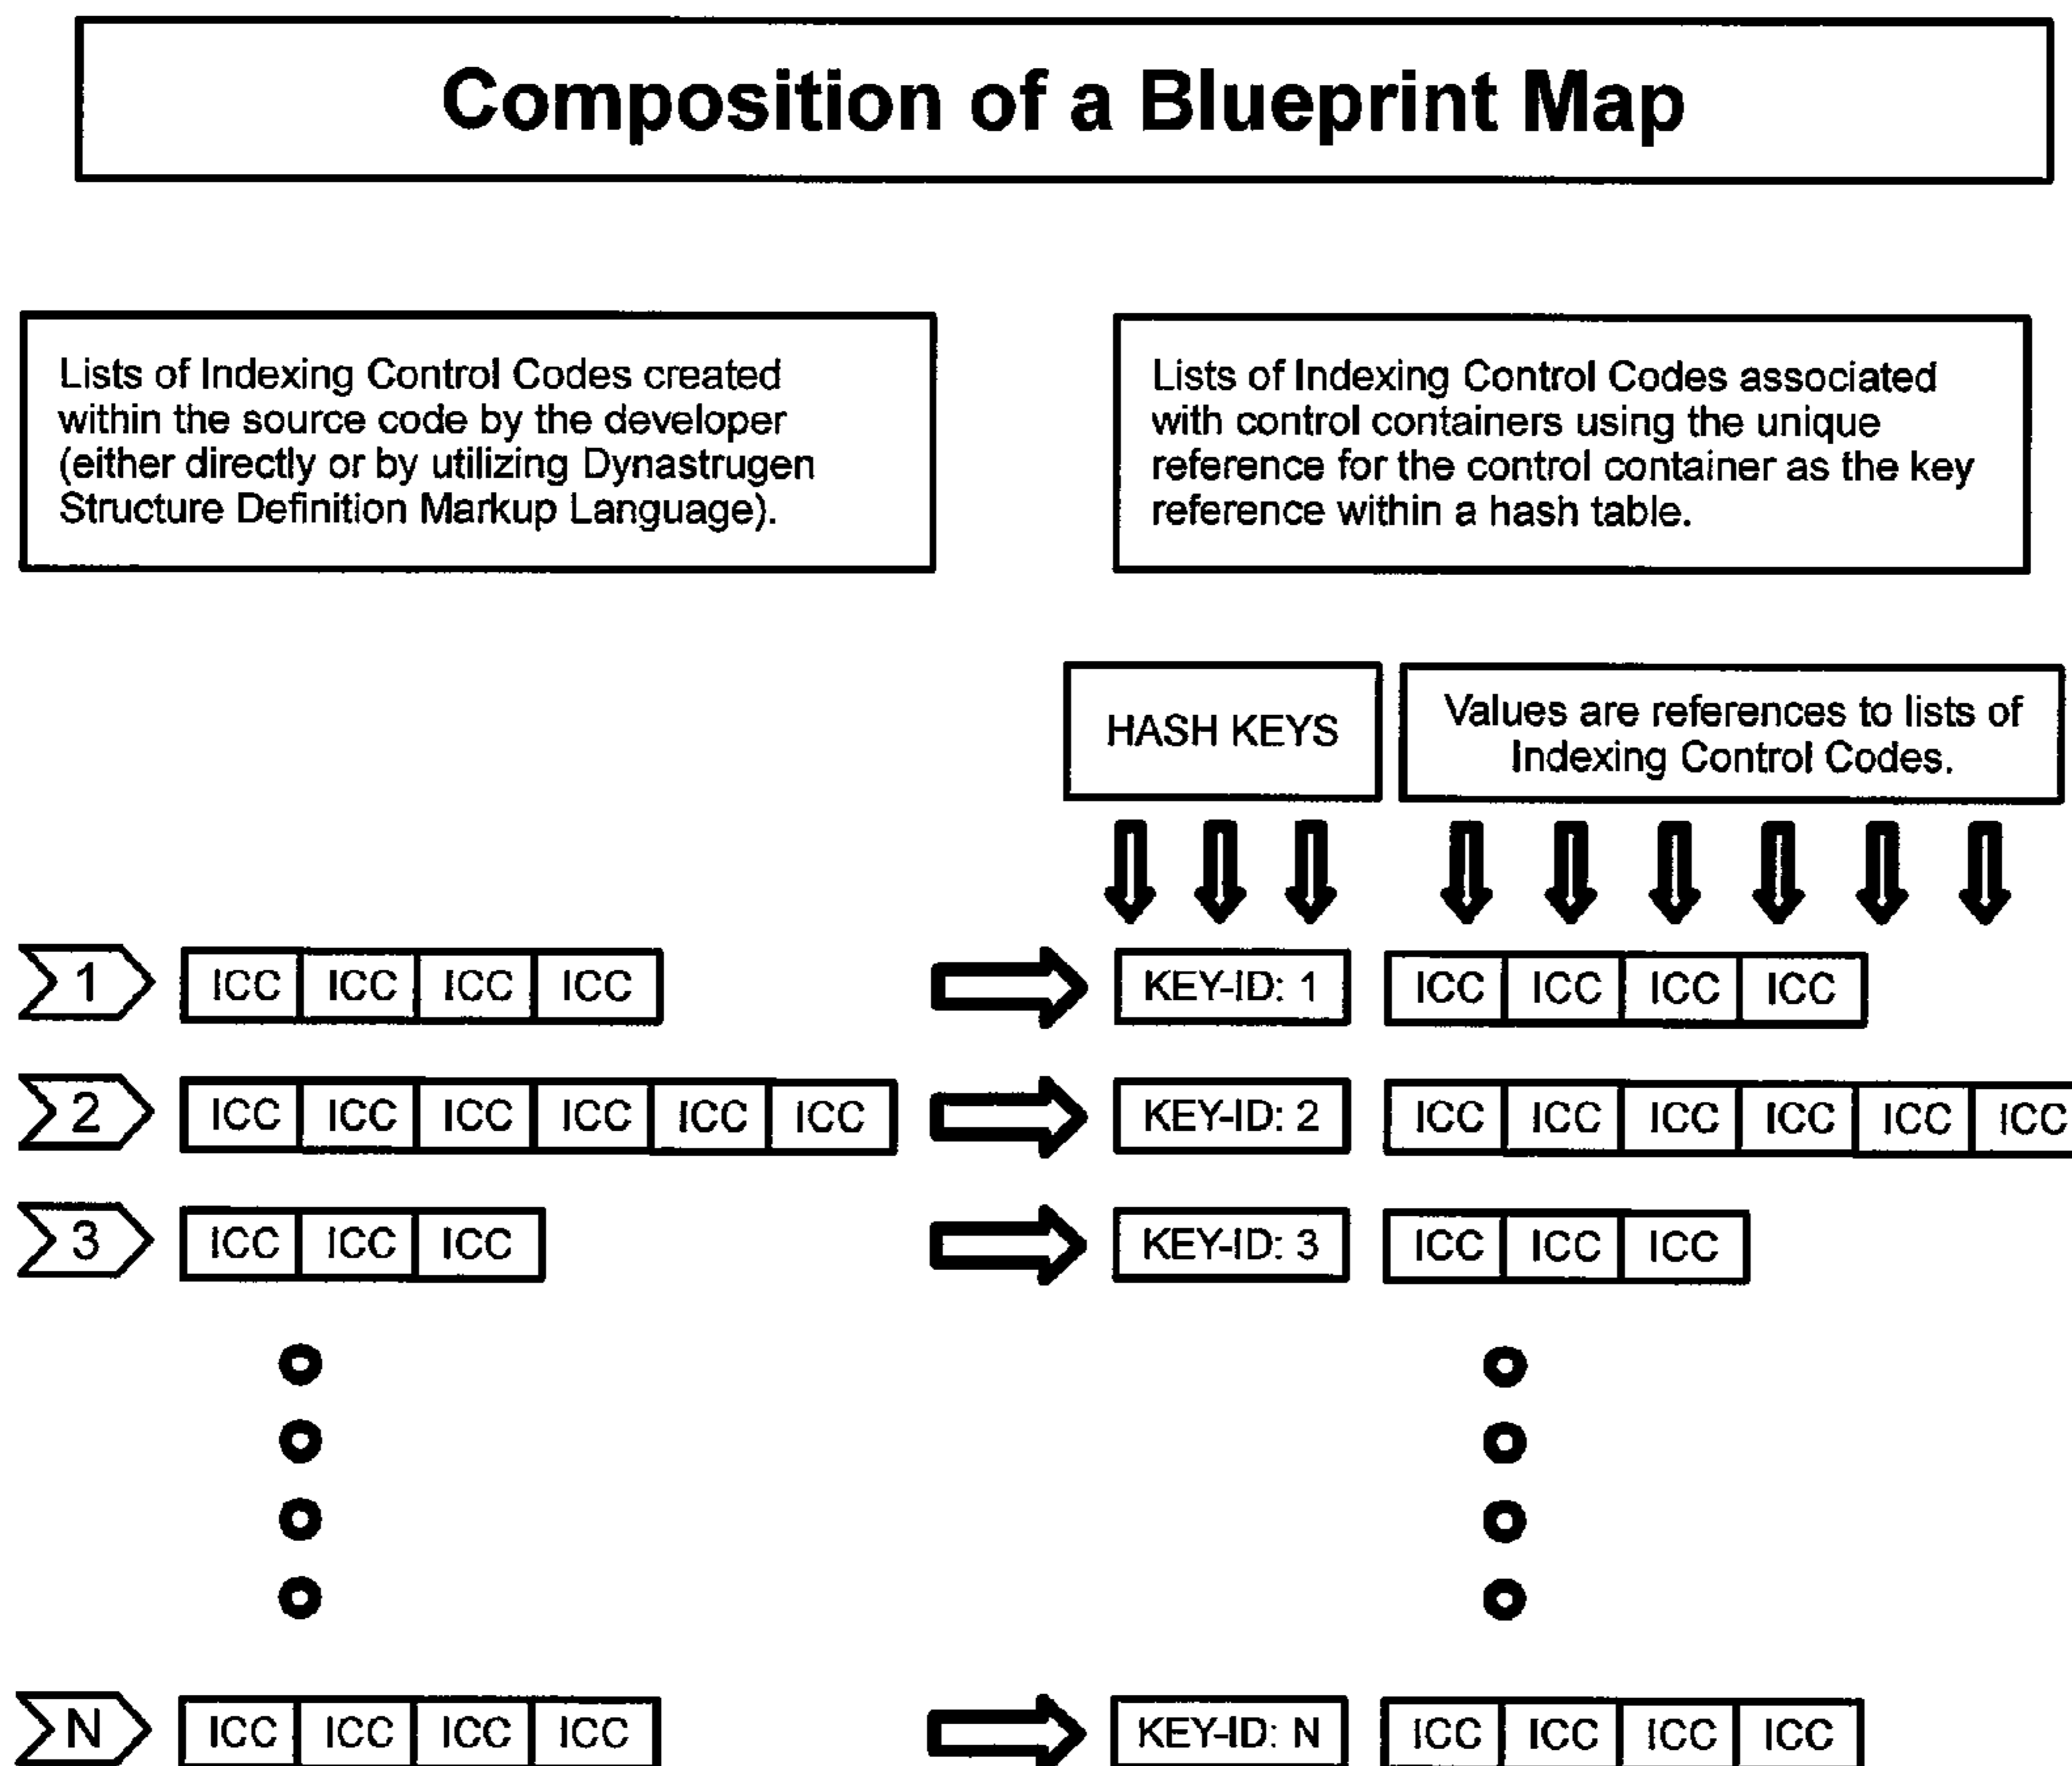 Composition of a Blueprint Map
Lists of Indexing Control Codes created
within the source code by the developer
(either directly or by utilizing Dynastrugen
Structure Definition Markup Language).
Lists of Indexing Control Codes associated
with control containers using the unique
reference for the control container as the key
reference within a hash table.
HASH KEYS
Values are references to lists of
Indexing Control Codes.
1 ICC ICC ICC ICC KEY-ID: 1 ICC ICC ICC ICC
2 ICC ICC ICC ICC ICC ICC KEY-ID: 2 ICC ICC ICC ICC ICC ICC
3 ICC ICC ICC KEY-ID: 3 ICC ICC ICC
N ICC ICC ICC ICC KEY-ID: N ICC ICC ICC ICC